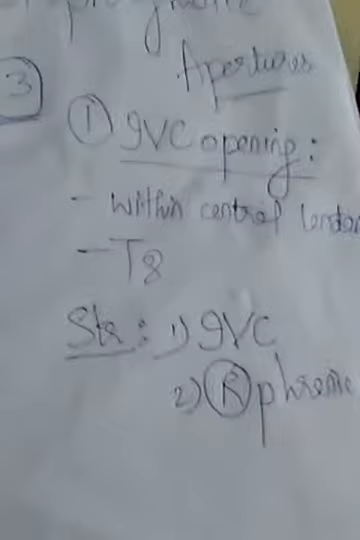 Apertures
3
① IVC opening:
- within central tendon
- T8
Str: 1) IVC
2) Ⓡ phrenic